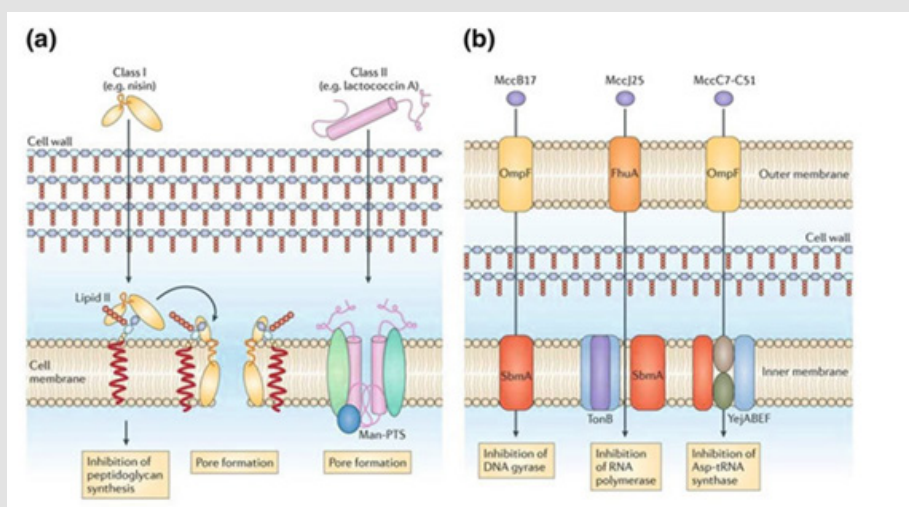 (a)
Class I
(e.g. nisin)
Class II
(e.g. lactococcin A)
Cell wall
Lipid II
Cell
membrane
Man-PTS
Inhibition of
peptidoglycan
synthesis
Pore formation
Pore formation
(b)
MccB17
MccJ25
MccC7-C51
OmpF
FhuA
OmpF
Outer membrane
Cell wall
SbmA
SbmA
Inner membrane
TonB
YejABEF
Inhibition of
DNA gyrase
Inhibition
of RNA
polymerase
Inhibition of
Asp-tRNA
synthase